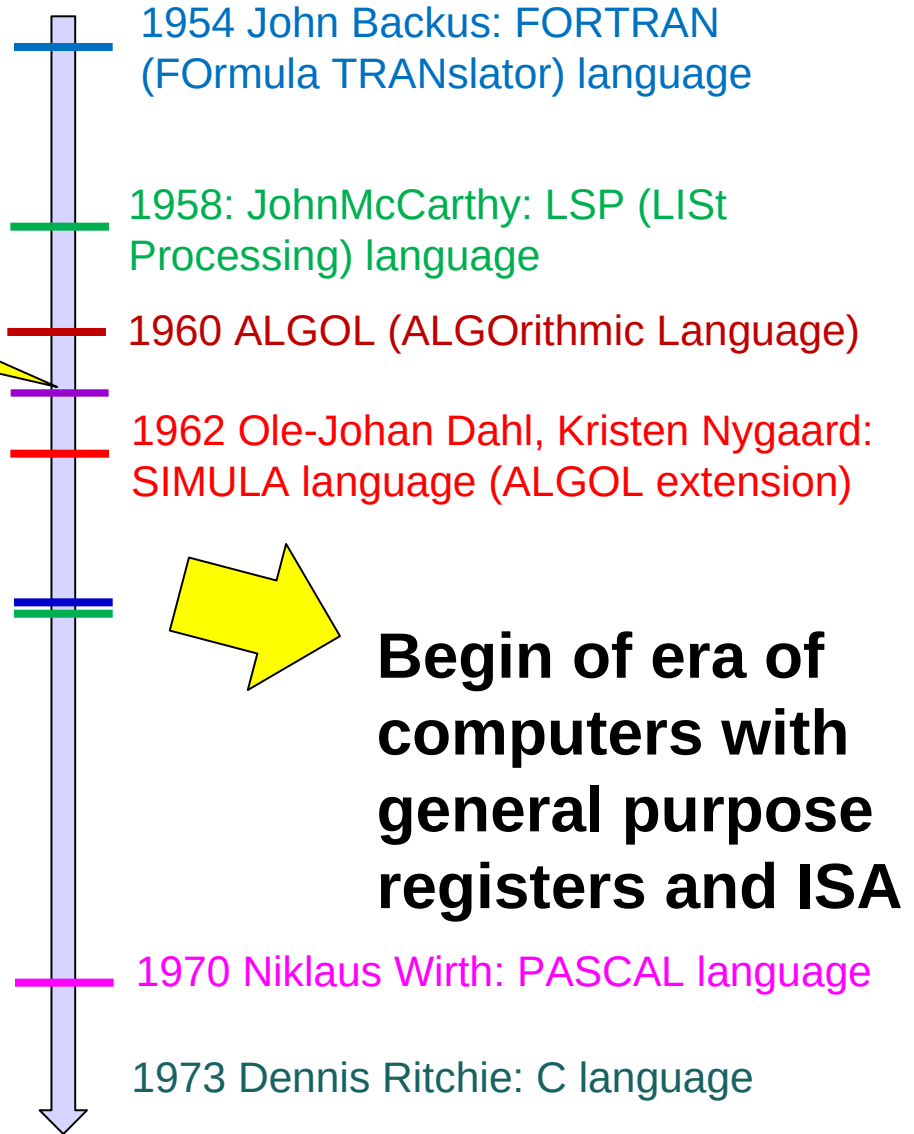 1954 John Backus: FORTRAN
(FOrmula TRANslator) language
1958: JohnMcCarthy: LSP (LISt
Processing) language
1960 ALGOL (ALGOrithmic Language)
1962 Ole-Johan Dahl, Kristen Nygaard:
SIMULA language (ALGOL extension)
Begin of era of
computers with
general purpose
registers and ISA
1970 Niklaus Wirth: PASCAL language
1973 Dennis Ritchie: C language